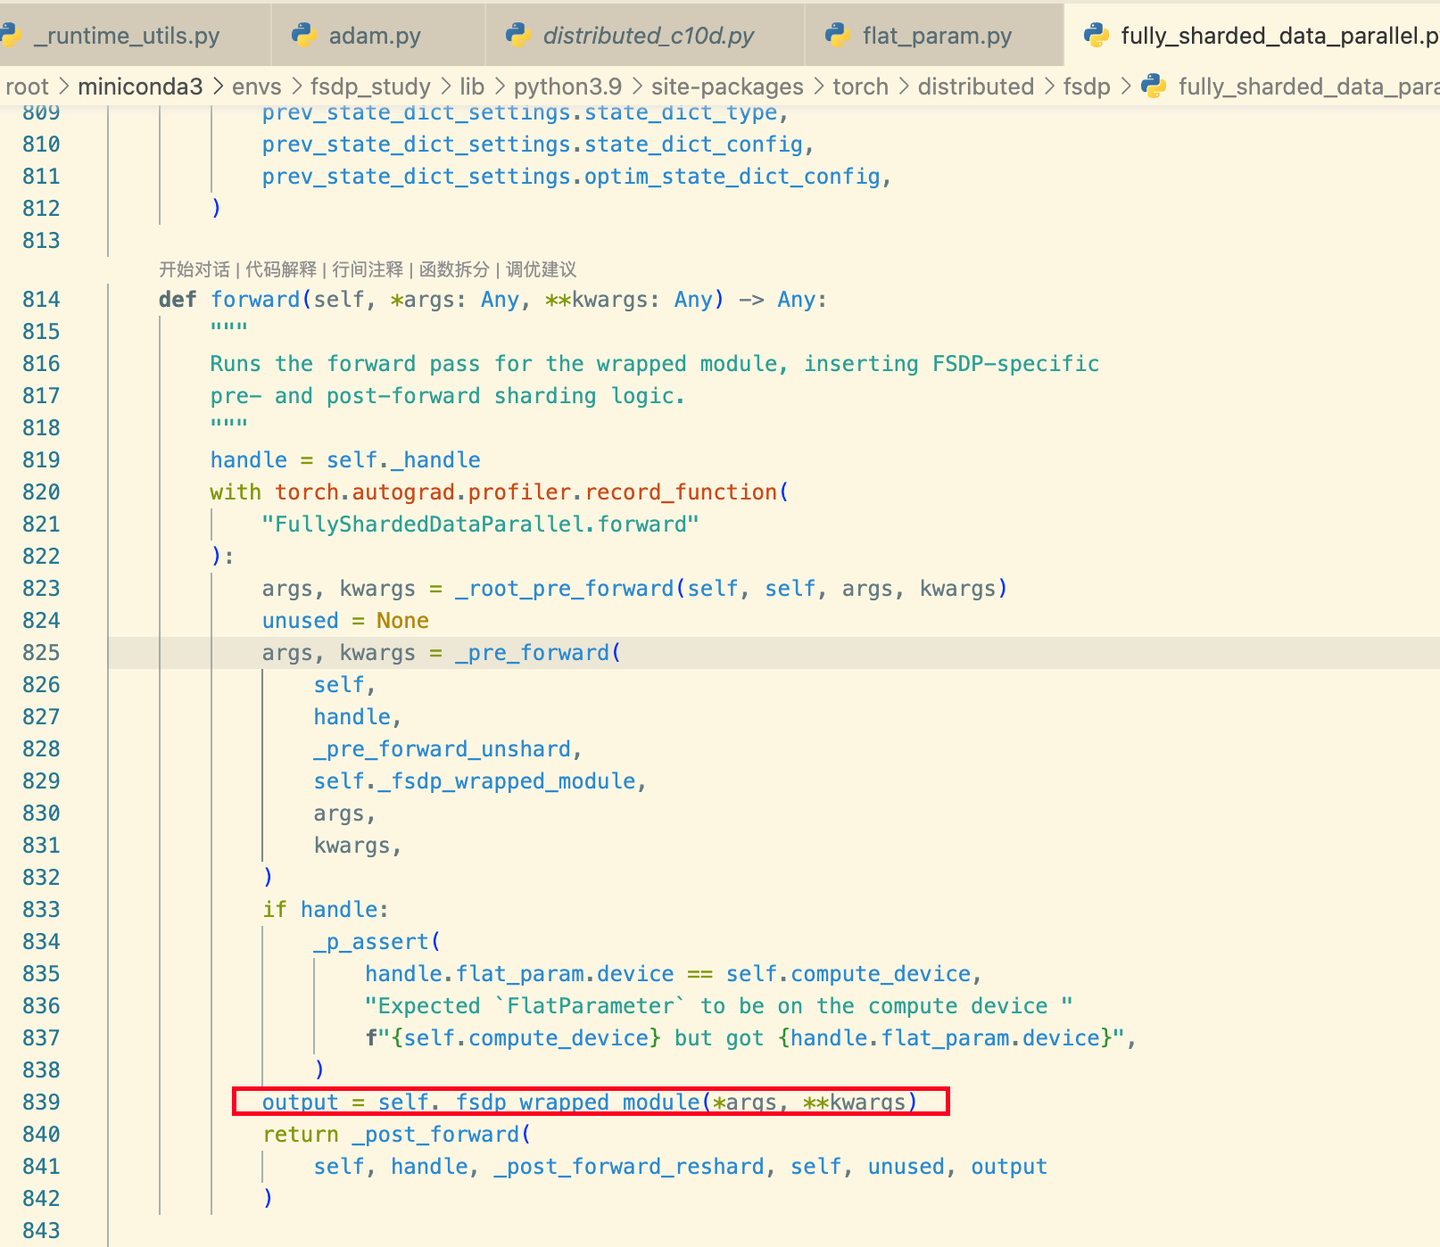 _runtime_utils.py adam.py distributed_c10d.py flat_param.py fully_sharded_data_parallel.p
root > miniconda3 > envs > fsdp_study > lib > python3.9 > site-packages > torch > distributed > fsdp > fully_sharded_data_para
809 prev_state_dict_settings.state_dict_type,
810 prev_state_dict_settings.state_dict_config,
811 prev_state_dict_settings.optim_state_dict_config,
812 )
813
开始对话 | 代码解释 | 行间注释 | 函数拆分 | 调优建议
814 def forward(self, *args: Any, **kwargs: Any) -> Any:
815 """
816 Runs the forward pass for the wrapped module, inserting FSDP-specific
817 pre- and post-forward sharding logic.
818 """
819 handle = self._handle
820 with torch.autograd.profiler.record_function(
821 "FullyShardedDataParallel.forward"
822 ):
823 args, kwargs = _root_pre_forward(self, self, args, kwargs)
824 unused = None
825 args, kwargs = _pre_forward(
826 self,
827 handle,
828 _pre_forward_unshard,
829 self._fsdp_wrapped_module,
830 args,
831 kwargs,
832 )
833 if handle:
834 _p_assert(
835 handle.flat_param.device == self.compute_device,
836 "Expected `FlatParameter` to be on the compute device "
837 f"{self.compute_device} but got {handle.flat_param.device}",
838 )
839 output = self._fsdp_wrapped_module(*args, **kwargs)
840 return _post_forward(
841 self, handle, _post_forward_reshard, self, unused, output
842 )
843